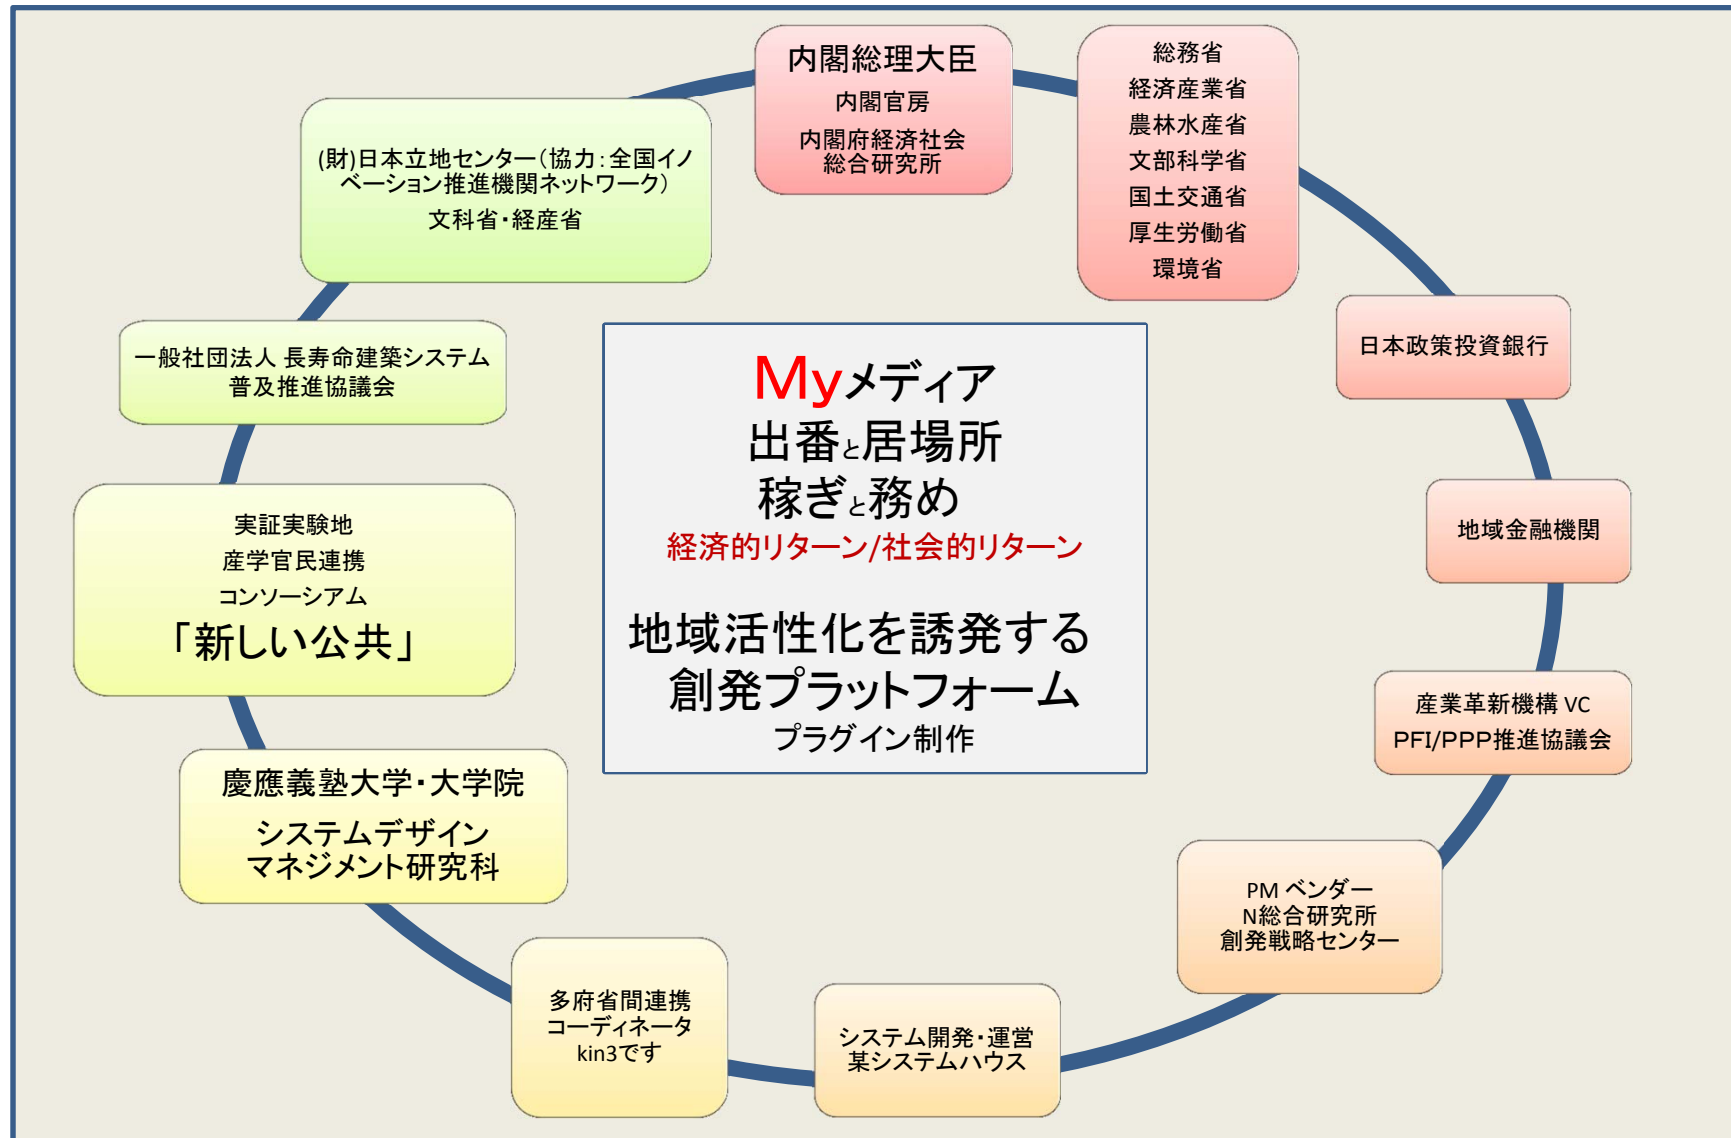 内閣総理大臣
内閣官房
内閣府経済社会
総合研究所
総務省
経済産業省
農林水産省
文部科学省
国土交通省
厚生労働省
環境省
日本政策投資銀行
地域金融機関
産業革新機構 VC
PFI/PPP推進協議会
PM ベンダー
N総合研究所
創発戦略センター
システム開発・運営
某システムハウス
多府省間連携
コーディネータ
kin3です
慶應義塾大学・大学院
システムデザイン
マネジメント研究科
実証実験地
産学官民連携
コンソーシアム
「新しい公共」
一般社団法人 長寿命建築システム
普及推進協議会
(財)日本立地センター（協力：全国イノ
ベーション推進機関ネットワーク）
文科省・経産省
Myメディア
出番と居場所
稼ぎと務め
経済的リターン/社会的リターン
地域活性化を誘発する
創発プラットフォーム
プラグイン制作